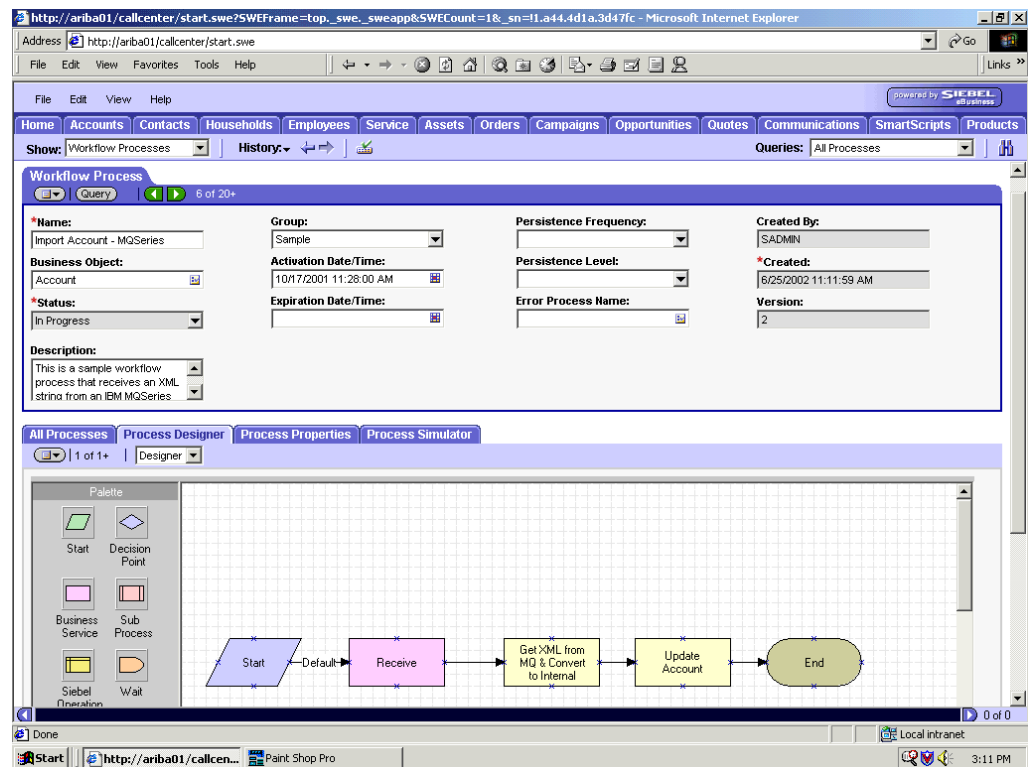 http://ariba01/callcenter/start.swe?SWEFrame=top._swe._sweapp&SWECount=1&_sn=!1.a44.4d1a.3d47fc - Microsoft Internet Explorer
Address http://ariba01/callcenter/start.swe Go
File Edit View Favorites Tools Help Links »
File Edit View Help powered by SIEBEL eBusiness
Home Accounts Contacts Households Employees Service Assets Orders Campaigns Opportunities Quotes Communications SmartScripts Products
Show: Workflow Processes History: Queries: All Processes
Workflow Process
Query 6 of 20+
*Name: Group: Persistence Frequency: Created By:
Import Account - MQSeries Sample SADMIN
Business Object: Activation Date/Time: Persistence Level: *Created:
Account 10/17/2001 11:28:00 AM 6/25/2002 11:11:59 AM
*Status: Expiration Date/Time: Error Process Name: Version:
In Progress 2
Description:
This is a sample workflow
process that receives an XML
string from an IBM MQSeries
All Processes Process Designer Process Properties Process Simulator
1 of 1+ Designer
Palette
Start Decision
Point
Business Sub
Service Process
Siebel Wait
Operation
Start Default Receive Get XML from
MQ & Convert
to Internal Update
Account End
0 of 0
Done Local intranet
Start http://ariba01/callcen... Paint Shop Pro 3:11 PM